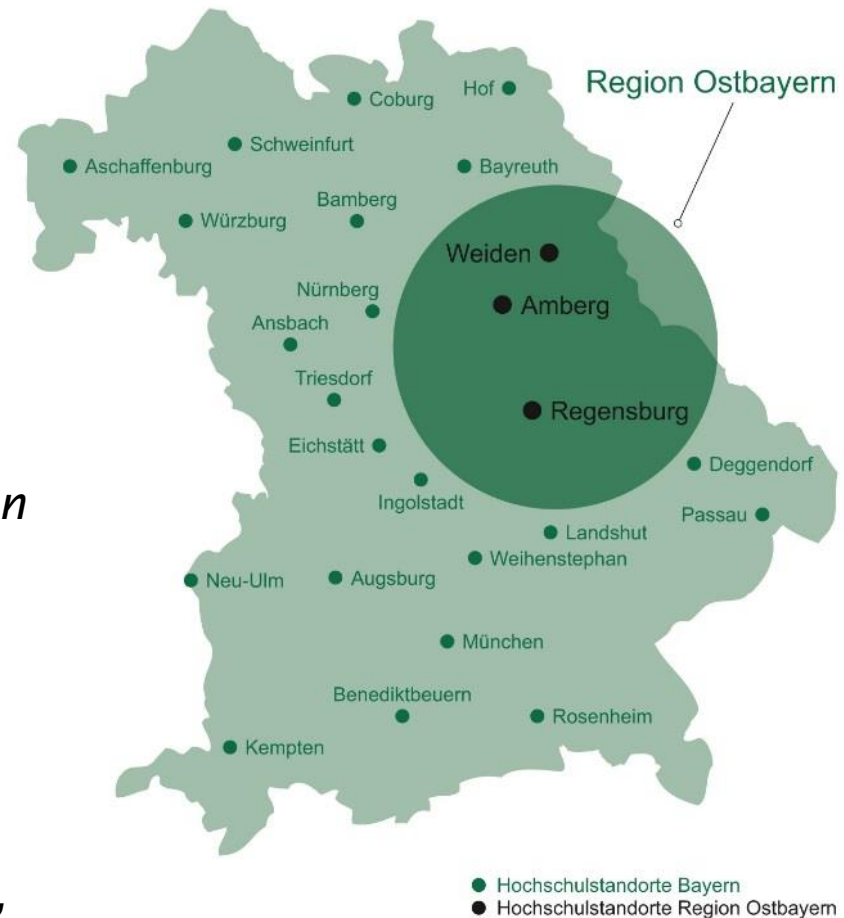 Region Ostbayern
Hof
Coburg
Schweinfurt
Aschaffenburg
Bayreuth
Bamberg
Würzburg
Weiden
Nürnberg
Amberg
Ansbach
Triesdorf
Regensburg
Eichstätt
Deggendorf
Ingolstadt
n
Passau
Landshut
Weihenstephan
Neu-Ulm
Augsburg
München
Benediktbeuern
Rosenheim
Kempten
Hochschulstandorte Bayern
Hochschulstandorte Region Ostbayern